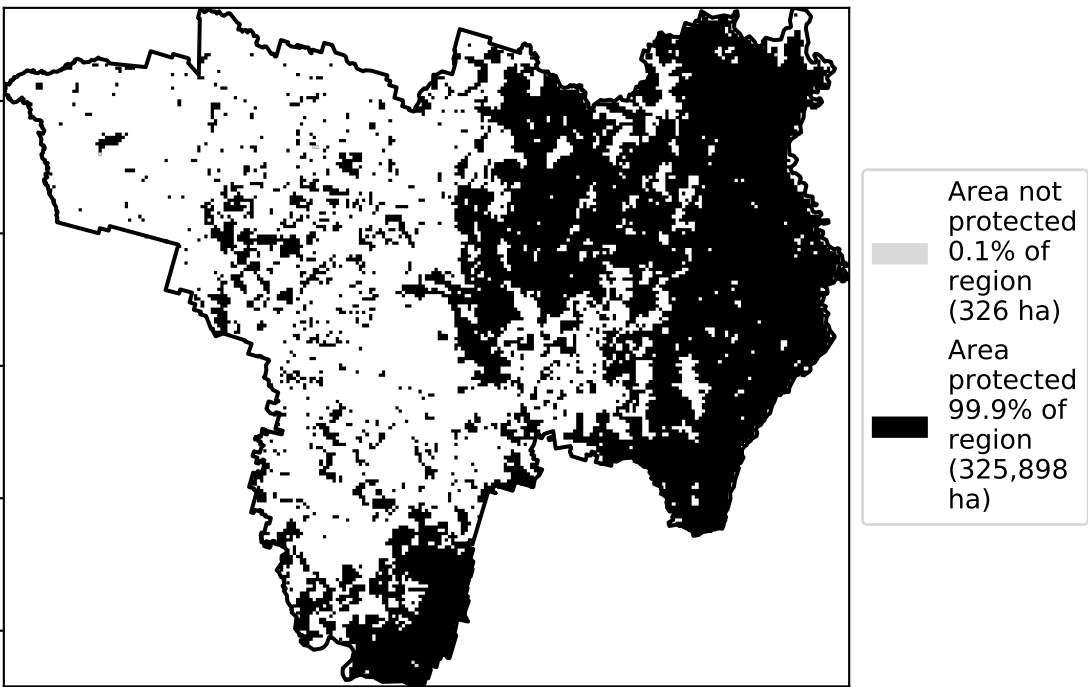 Area not
protected
0.1% of
region
(326 ha)
Area
protected
99.9% of
region
(325,898
ha)